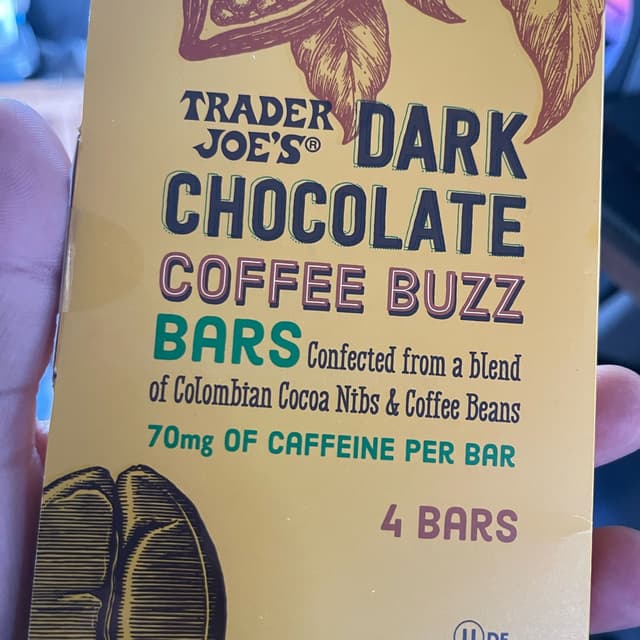 TRADER
JOE'S® DARK
CHOCOLATE
COFFEE BUZZ
BARS Confected from a blend
of Colombian Cocoa Nibs & Coffee Beans
70mg OF CAFFEINE PER BAR
4 BARS
U DE